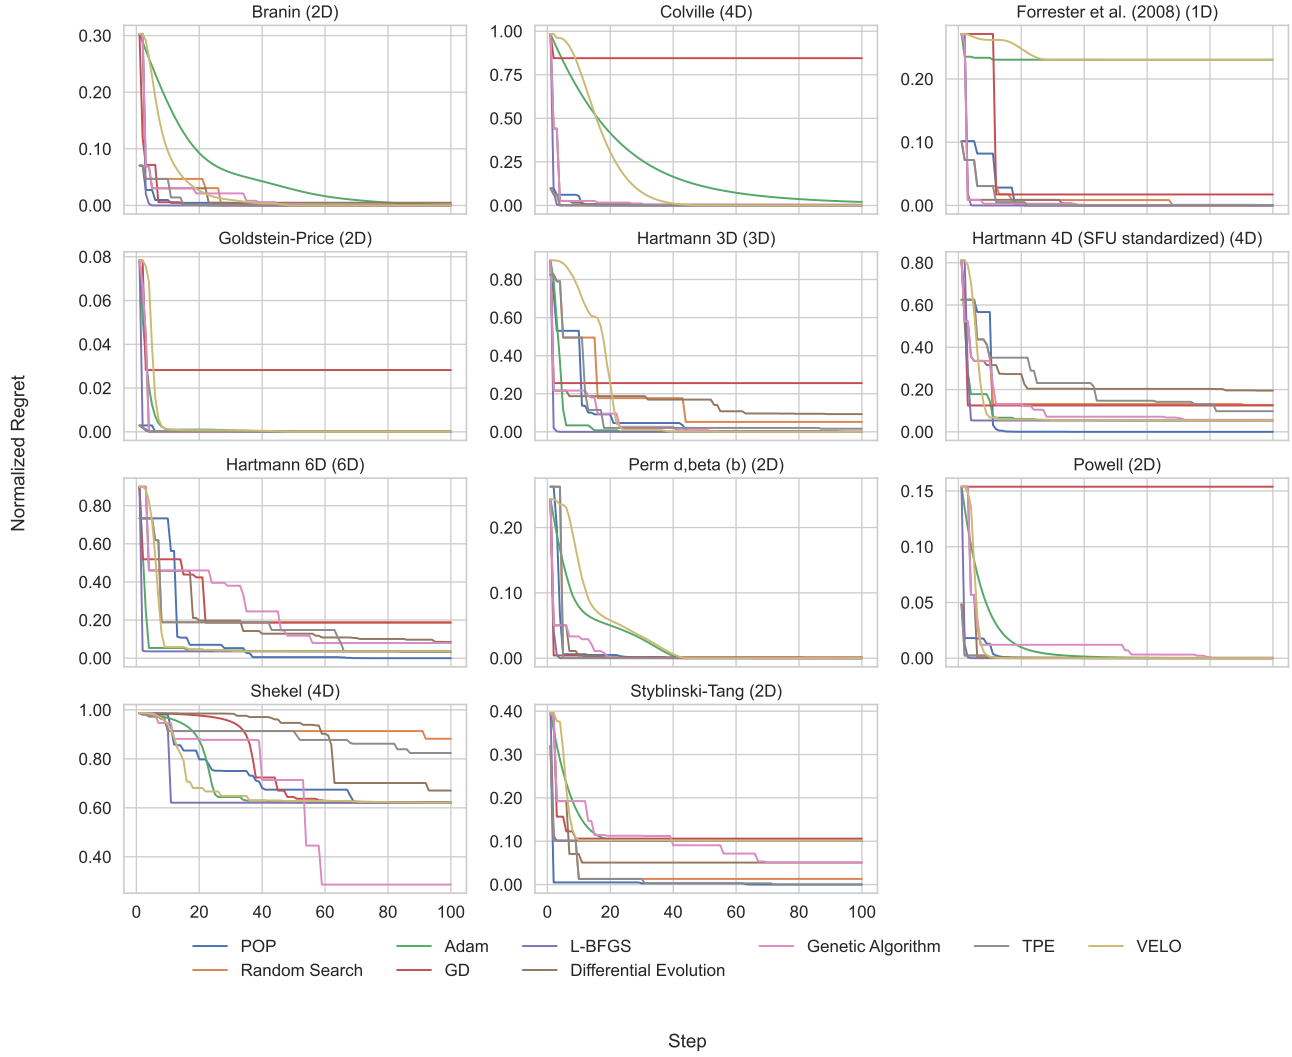 Branin (2D)
Colville (4D)
Forrester et al. (2008) (1D)
0.30
0.20
0.10
0.00
1.00
0.75
0.50
0.25
0.00
0.20
0.10
0.00
Goldstein-Price (2D)
Hartmann 3D (3D)
Hartmann 4D (SFU standardized) (4D)
0.08
0.06
0.04
0.02
0.00
0.80
0.60
0.40
0.20
0.00
0.80
0.60
0.40
0.20
0.00
Normalized Regret
Hartmann 6D (6D)
Perm d,beta (b) (2D)
Powell (2D)
0.80
0.60
0.40
0.20
0.00
0.20
0.10
0.00
0.15
0.10
0.05
0.00
Shekel (4D)
Styblinski-Tang (2D)
1.00
0.80
0.60
0.40
0.40
0.30
0.20
0.10
0.00
0 20 40 60 80 100
0 20 40 60 80 100
POP Adam L-BFGS Genetic Algorithm TPE VELO
Random Search GD Differential Evolution
Step